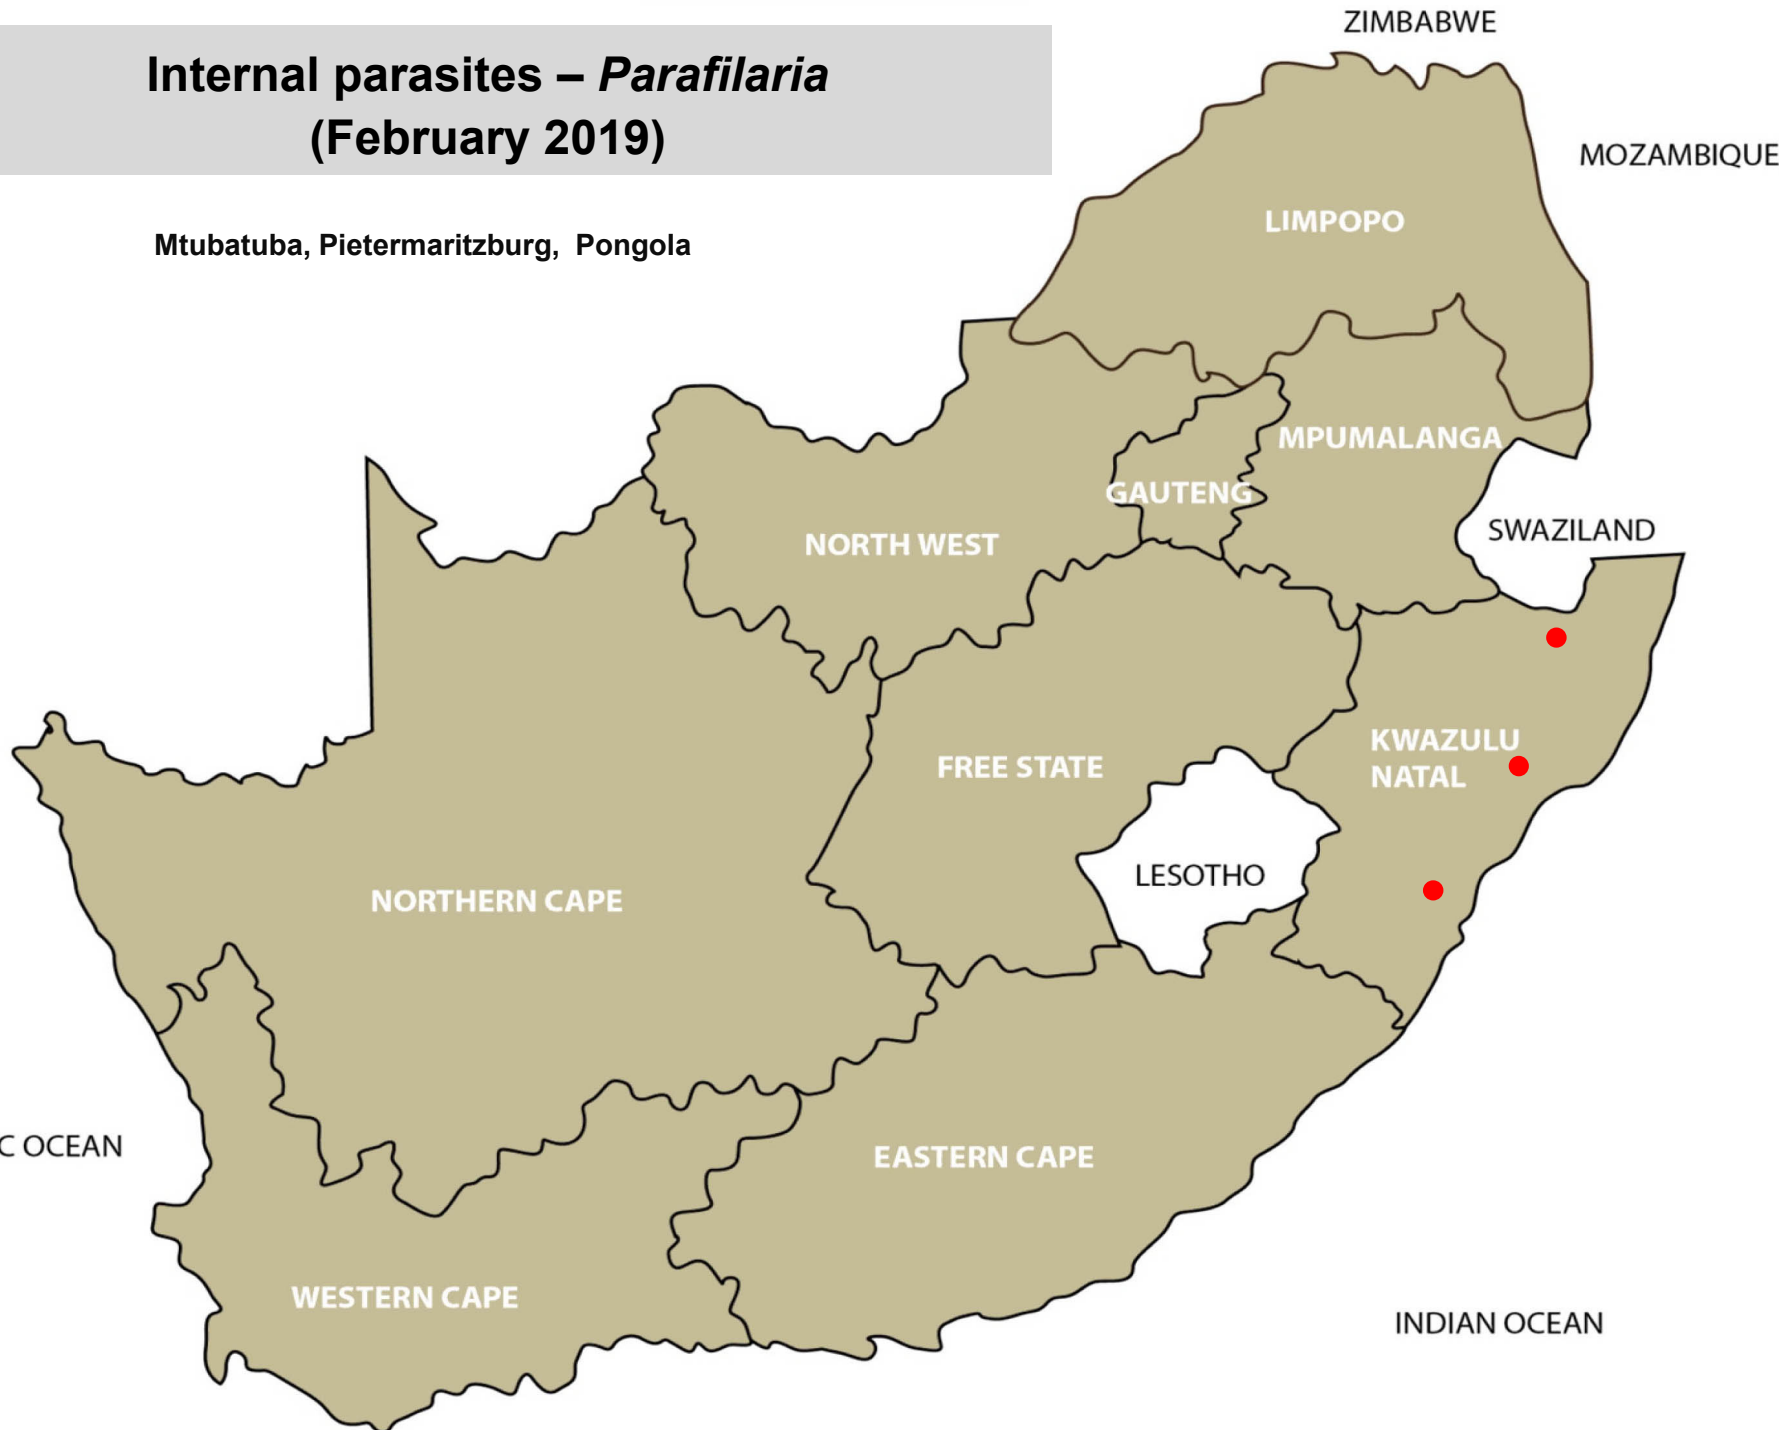 Internal parasites – Parafilaria
(February 2019)
Mtubatuba, Pietermaritzburg, Pongola
ZIMBABWE
MOZAMBIQUE
LIMPOPO
MPUMALANGA
GAUTENG
SWAZILAND
NORTH WEST
KWAZULU
NATAL
FREE STATE
LESOTHO
NORTHERN CAPE
C OCEAN
EASTERN CAPE
WESTERN CAPE
INDIAN OCEAN